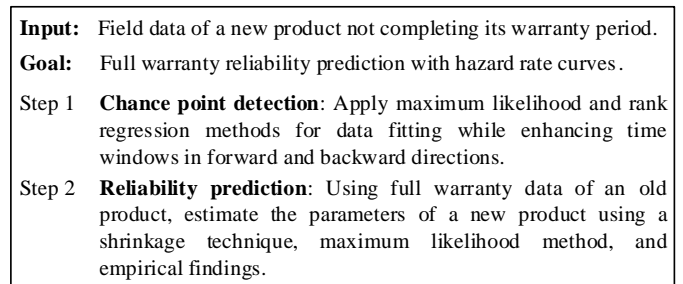 Input: Field data of a new product not completing its warranty period.
Goal: Full warranty reliability prediction with hazard rate curves.
Step 1 Chance point detection: Apply maximum likelihood and rank
regression methods for data fitting while enhancing time
windows in forward and backward directions.
Step 2 Reliability prediction: Using full warranty data of an old
product, estimate the parameters of a new product using a
shrinkage technique, maximum likelihood method, and
empirical findings.